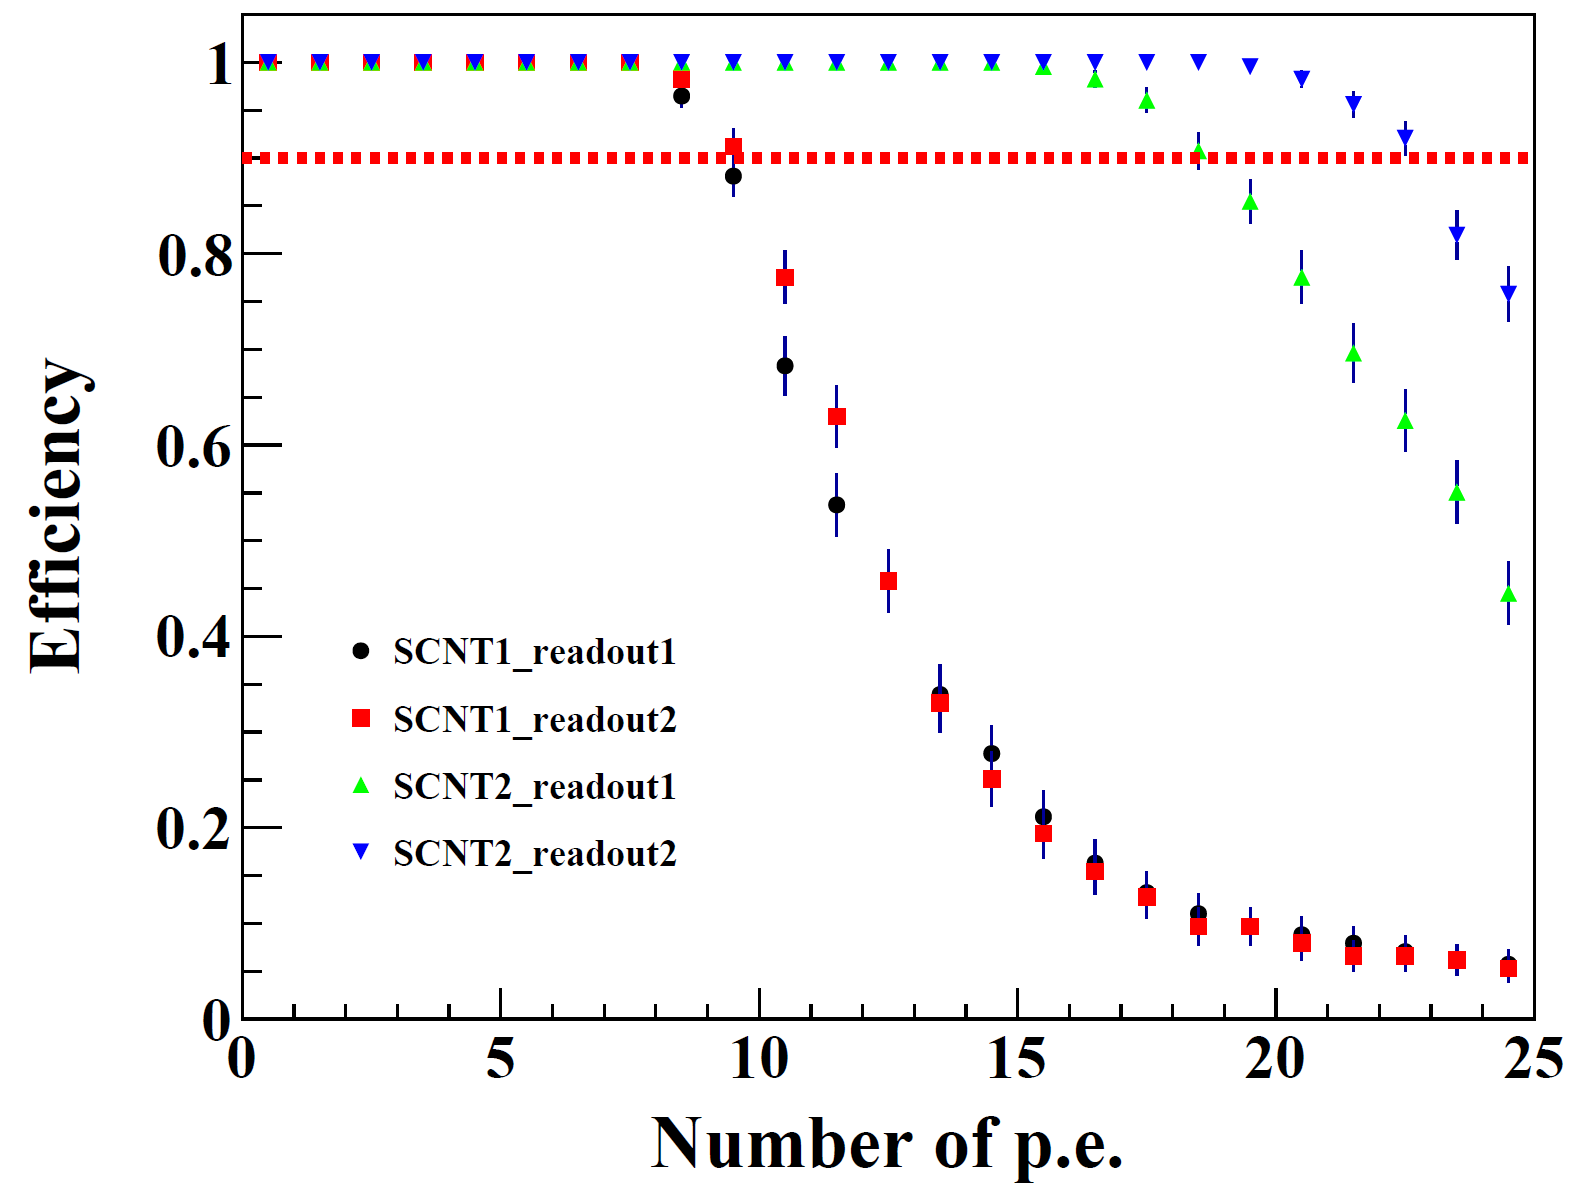 1
0.8
0.6
0.4
0.2
0
Efficiency
SCNT1_readout1
SCNT1_readout2
SCNT2_readout1
SCNT2_readout2
0 5 10 15 20 25
Number of p.e.